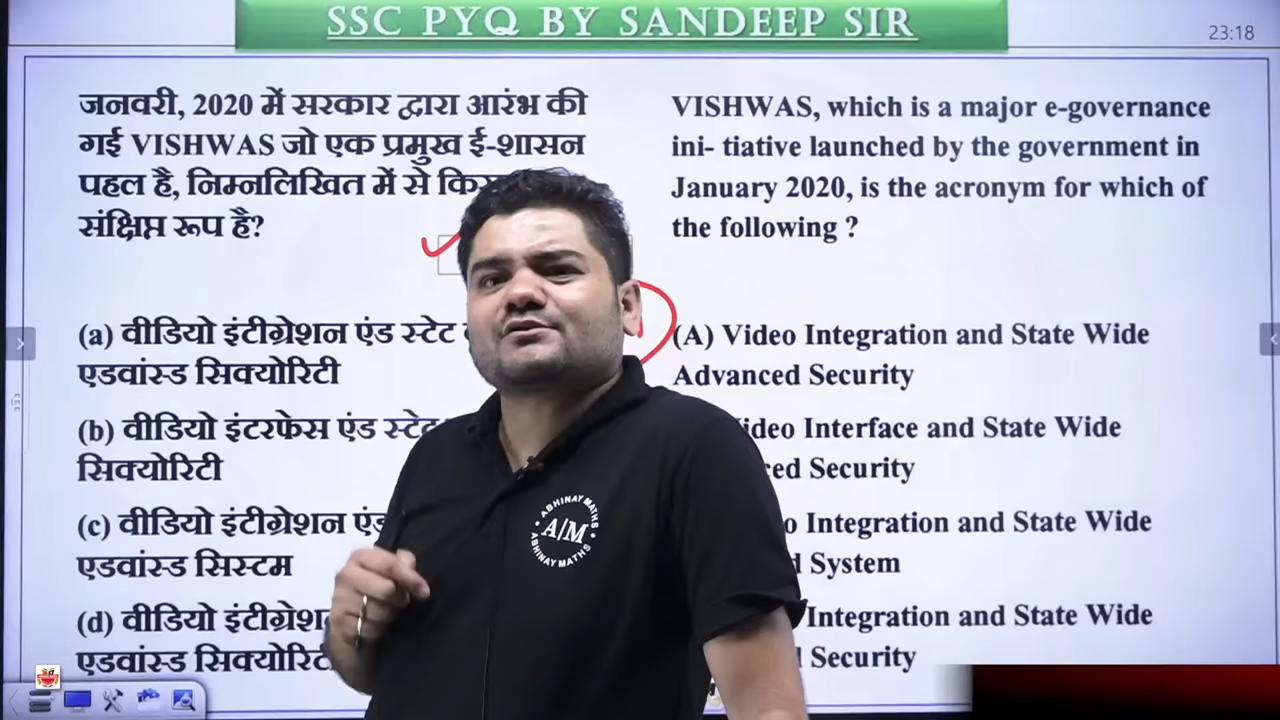 SSC PYQ BY SANDEEP SIR
23:18
जनवरी, 2020 में सरकार द्वारा आरंभ की
गई VISHWAS जो एक प्रमुख ई-शासन
पहल है, निम्नलिखित में से
संक्षिप्त रूप है?
(a) वीडियो इंटीग्रेशन एंड स्टेट
एडवांस्ड सिक्योरिटी
(b) वीडियो इंटरफेस एंड
सिक्योरिटी
(c) वीडियो इंटीग्रेशन
एडवांस्ड सिस्टम
(d) वीडियो
एडवांस्ड
VISHWAS, which is a major e-governance
ini- tiative launched by the government in
January 2020, is the acronym for which of
the following ?
(A) Video Integration and State Wide
Advanced Security
Interface and State Wide
Security
Integration and State Wide
System
Integration and State Wide
Security
ABHINAY MATHS
A/M
ABHINAY MATHS